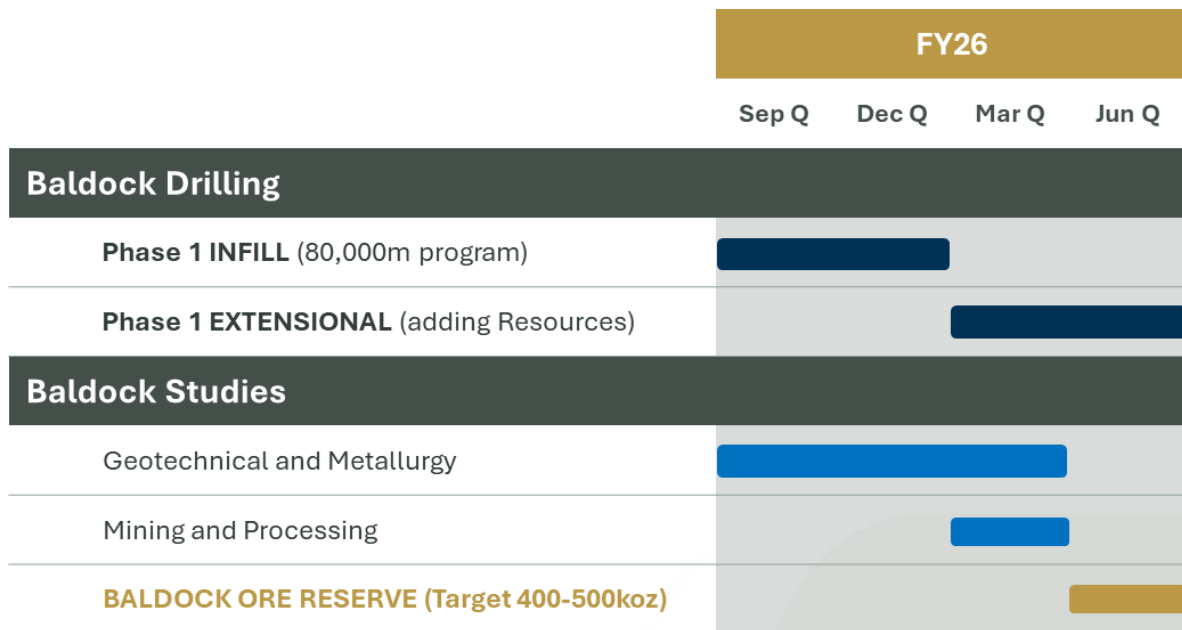 FY26
Sep Q Dec Q Mar Q Jun Q
Baldock Drilling
Phase 1 INFILL (80,000m program)
Phase 1 EXTENSIONAL (adding Resources)
Baldock Studies
Geotechnical and Metallurgy
Mining and Processing
BALDOCK ORE RESERVE (Target 400-500koz)